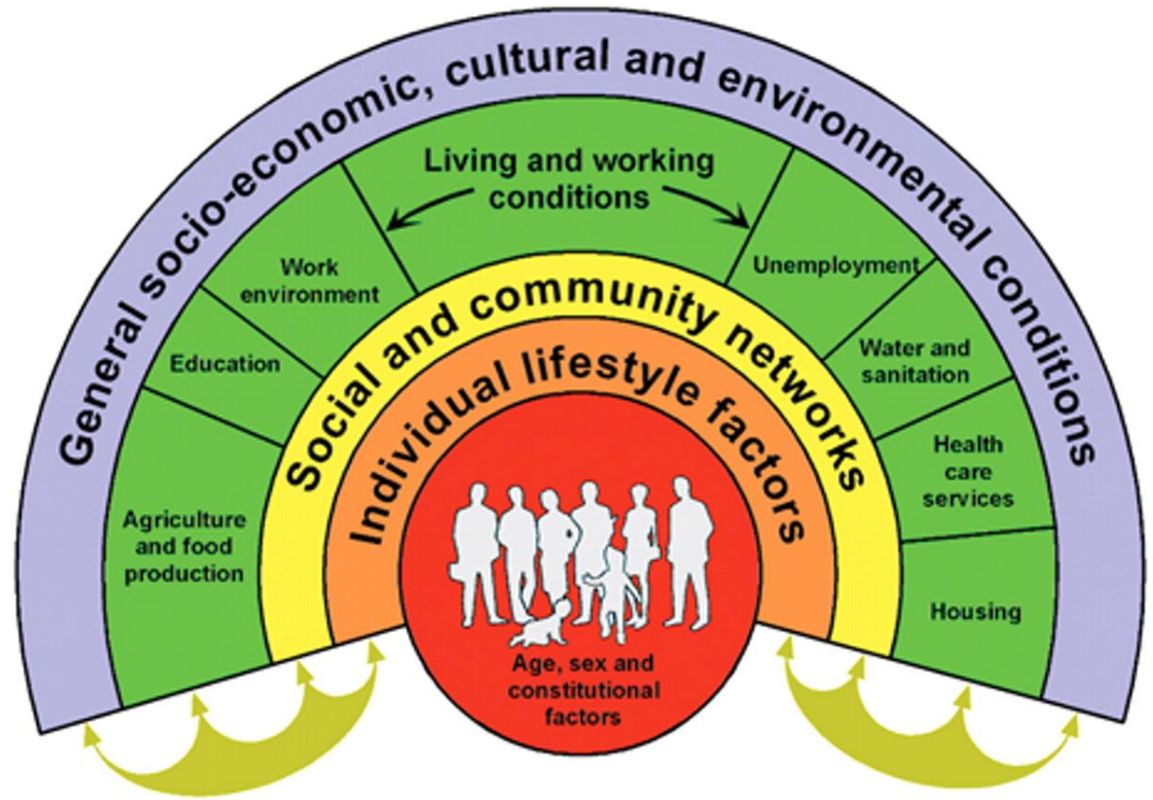 General socio-economic, cultural and environmental conditions
Living and working
conditions
Work
environment
Education
Agriculture
and food
production
Unemployment
Water and
sanitation
Health
care
services
Housing
Social and community networks
Individual lifestyle factors
Age, sex and
constitutional
factors